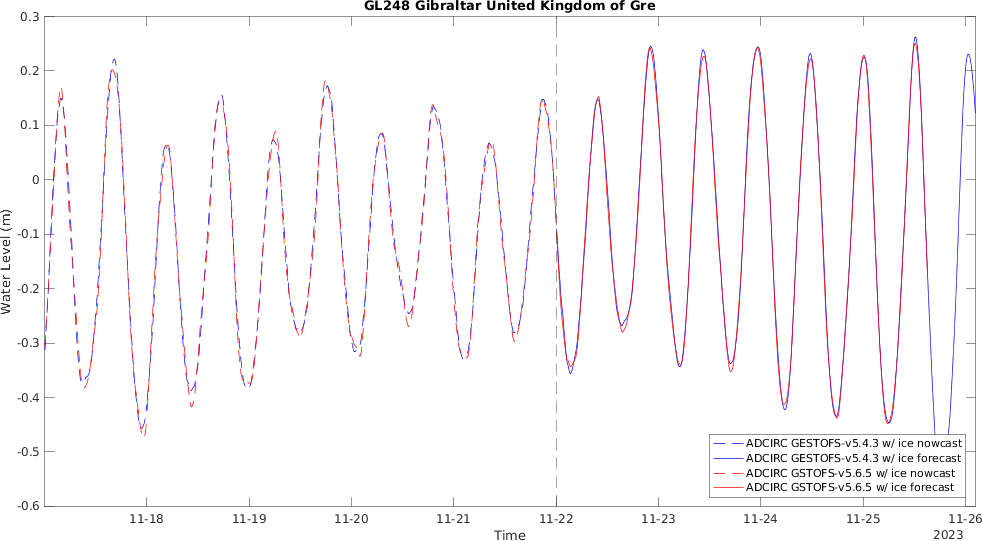 GL248 Gibraltar United Kingdom of Gre
0.3
0.2
0.1
0
-0.1
-0.2
-0.3
-0.4
-0.5
-0.6
Water Level (m)
ADCIRC GESTOFS-v5.4.3 w/ ice nowcast
ADCIRC GESTOFS-v5.4.3 w/ ice forecast
ADCIRC GSTOFS-v5.6.5 w/ ice nowcast
ADCIRC GSTOFS-v5.6.5 w/ ice forecast
11-18 11-19 11-20 11-21 11-22 11-23 11-24 11-25 11-26
Time
2023